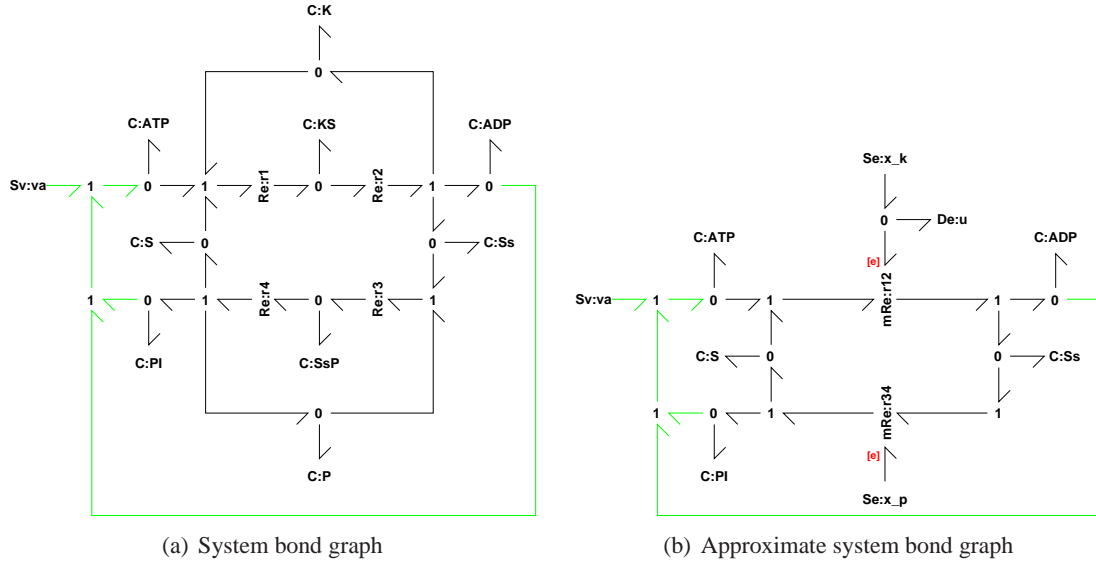 C:K
0
C:ATP
C:KS
C:ADP
Sv:va
1
0
1
Re:r1
0
Re:r2
1
0
C:S
0
0
C:Ss
1
0
1
Re:r4
0
Re:r3
1
C:PI
C:SsP
0
C:P
(a) System bond graph
Se:x_k
0
De:u
C:ATP
C:ADP
[e]
Sv:va
1
0
1
mRe:r12
1
0
C:S
0
0
C:Ss
1
0
1
mRe:r34
1
[e]
C:PI
Se:x_p
(b) Approximate system bond graph